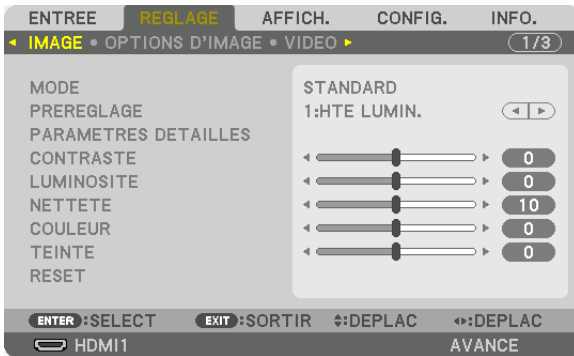 ENTREE REGLAGE AFFICH. CONFIG. INFO.
IMAGE • OPTIONS D'IMAGE • VIDEO 1/3
MODE STANDARD
PREREGLAGE 1:HTE LUMIN.
PARAMETRES DETAILLES
CONTRASTE 0
LUMINOSITE 0
NETTETE 10
COULEUR 0
TEINTE 0
RESET
ENTER :SELECT EXIT :SORTIR :DEPLAC :DEPLAC
HDMI1 AVANCE